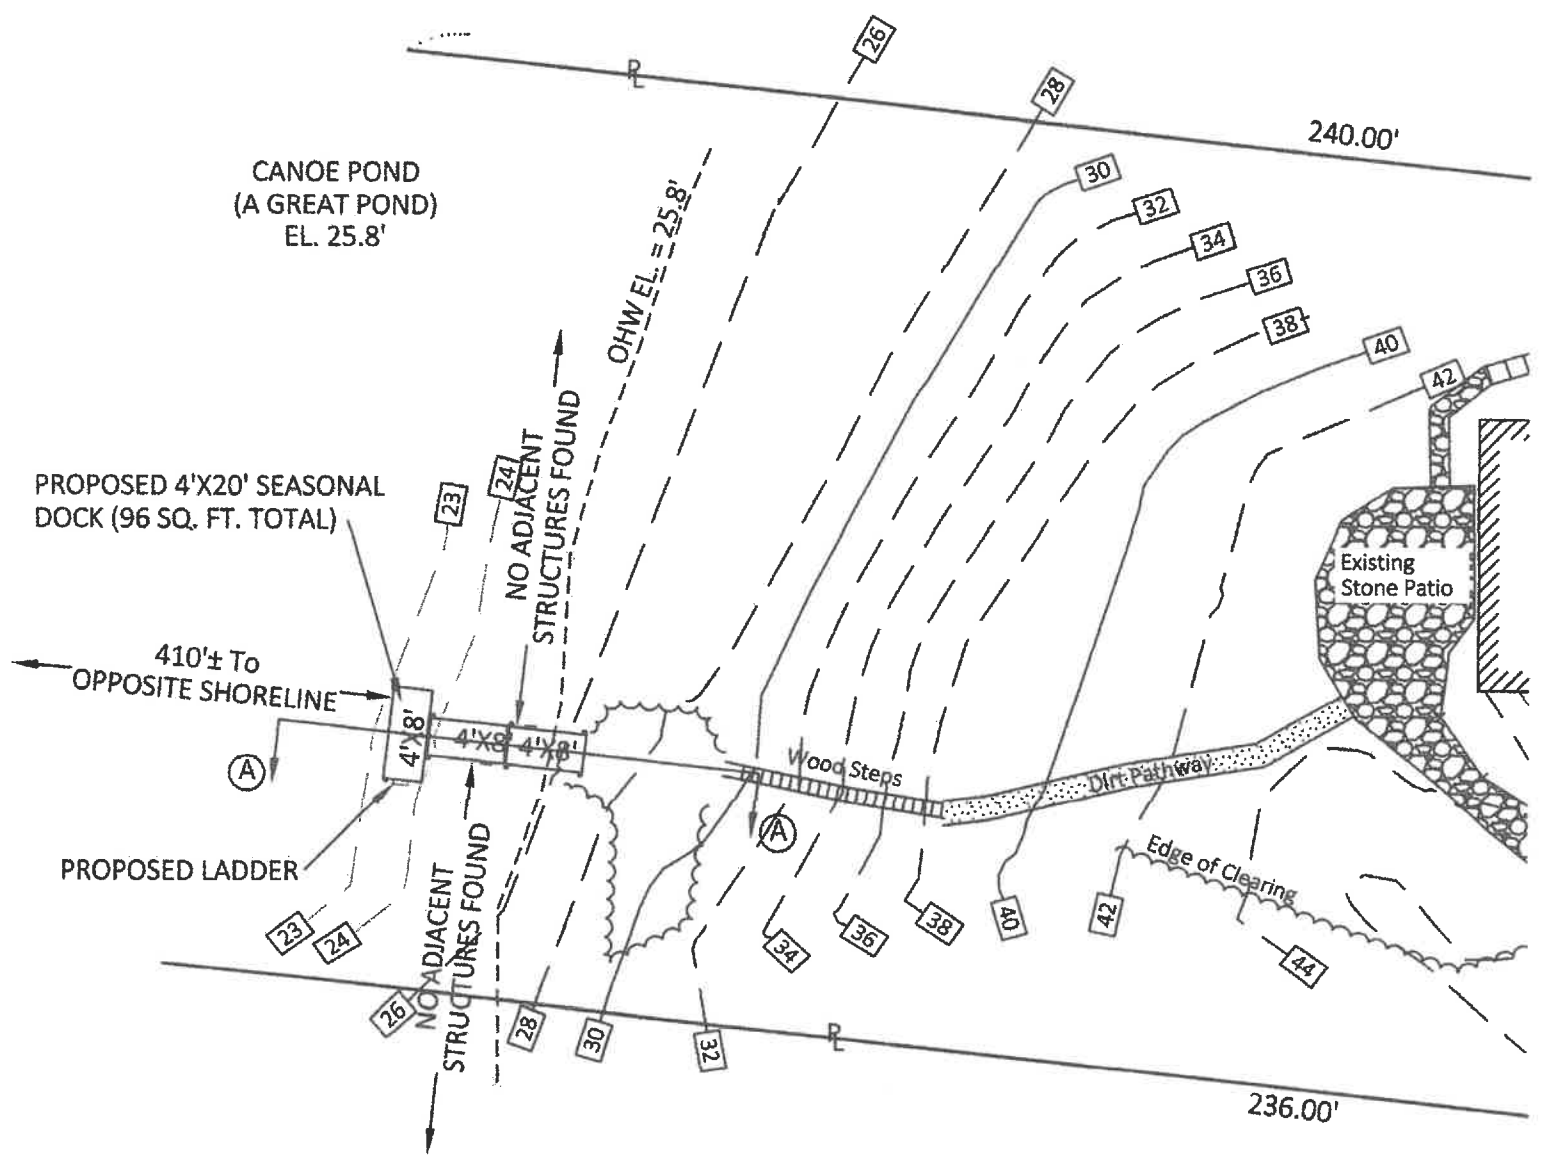 26
PL
28
240.00'
CANOE POND
(A GREAT POND)
EL. 25.8'
30
32
34
36
38
40
42
OHW EL. = 25.8'
NO ADJACENT
STRUCTURES FOUND
24
23
PROPOSED 4'X20' SEASONAL
DOCK (96 SQ. FT. TOTAL)
Existing
Stone Patio
410'± To
OPPOSITE SHORELINE
4'X8'
4'X8'
4'X8'
A
Wood Steps
Dirt Pathway
A
PROPOSED LADDER
Edge of Clearing
NO ADJACENT
STRUCTURES FOUND
23
24
26
28
30
32
34
36
38
40
42
44
PL
236.00'